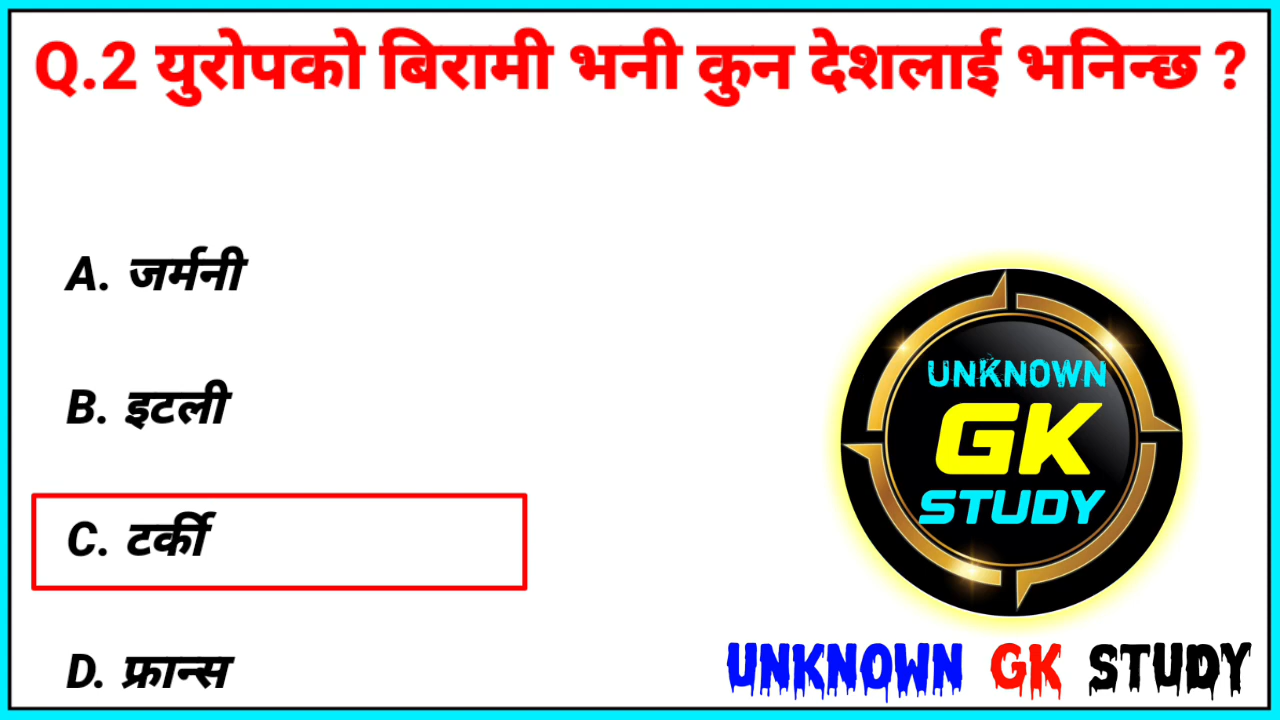 Q.2 युरोपको बिरामी भनी कुन देशलाई भनिन्छ ?
A. जर्मनी
B. इटली
C. टर्की
D. फ्रान्स
UNKNOWN
GK
STUDY
UNKNOWN GK STUDY